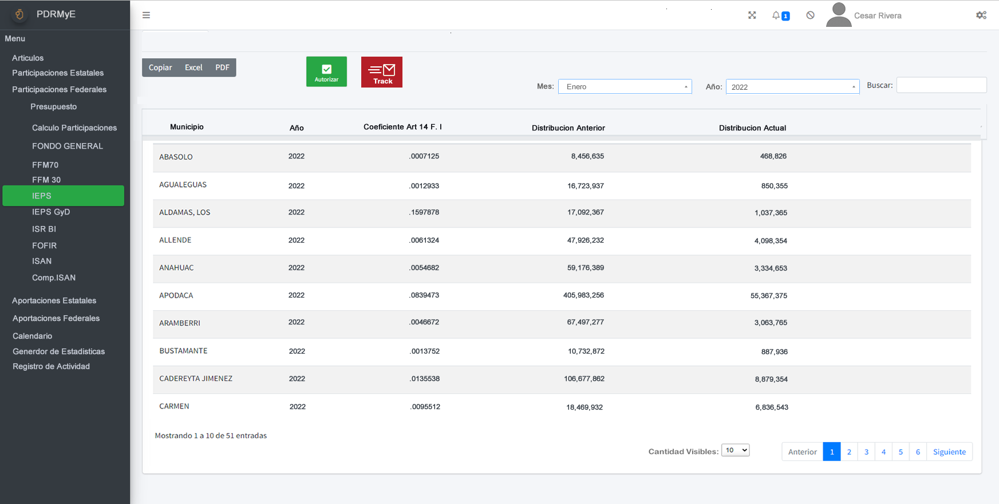 PDRMyE
1
Cesar Rivera
Menu
Articulos
Participaciones Estatales
Participaciones Federales
Presupuesto
Calculo Participaciones
FONDO GENERAL
FFM70
FFM 30
IEPS
IEPS GyD
ISR BI
FOFIR
ISAN
Comp.ISAN
Aportaciones Estatales
Aportaciones Federales
Calendario
Generdor de Estadisticas
Registro de Actividad
Copiar Excel PDF
Autorizar
Track
Mes: Enero Año: 2022 Buscar:
Municipio Año Coeficiente Art 14 F. I Distribucion Anterior Distribucion Actual
ABASOLO 2022 .0007125 8,456,635 468,826
AGUALEGUAS 2022 .0012933 16,723,937 850,355
ALDAMAS, LOS 2022 .1597878 17,092,367 1,037,365
ALLENDE 2022 .0061324 47,926,232 4,098,354
ANAHUAC 2022 .0054682 59,176,389 3,334,653
APODACA 2022 .0839473 405,983,256 55,367,375
ARAMBERRI 2022 .0046672 67,497,277 3,063,765
BUSTAMANTE 2022 .0013752 10,732,872 887,936
CADEREYTA JIMENEZ 2022 .0135538 106,677,862 8,879,354
CARMEN 2022 .0095512 18,469,932 6,836,543
Mostrando 1 a 10 de 51 entradas
Cantidad Visibles: 10
Anterior 1 2 3 4 5 6 Siguiente